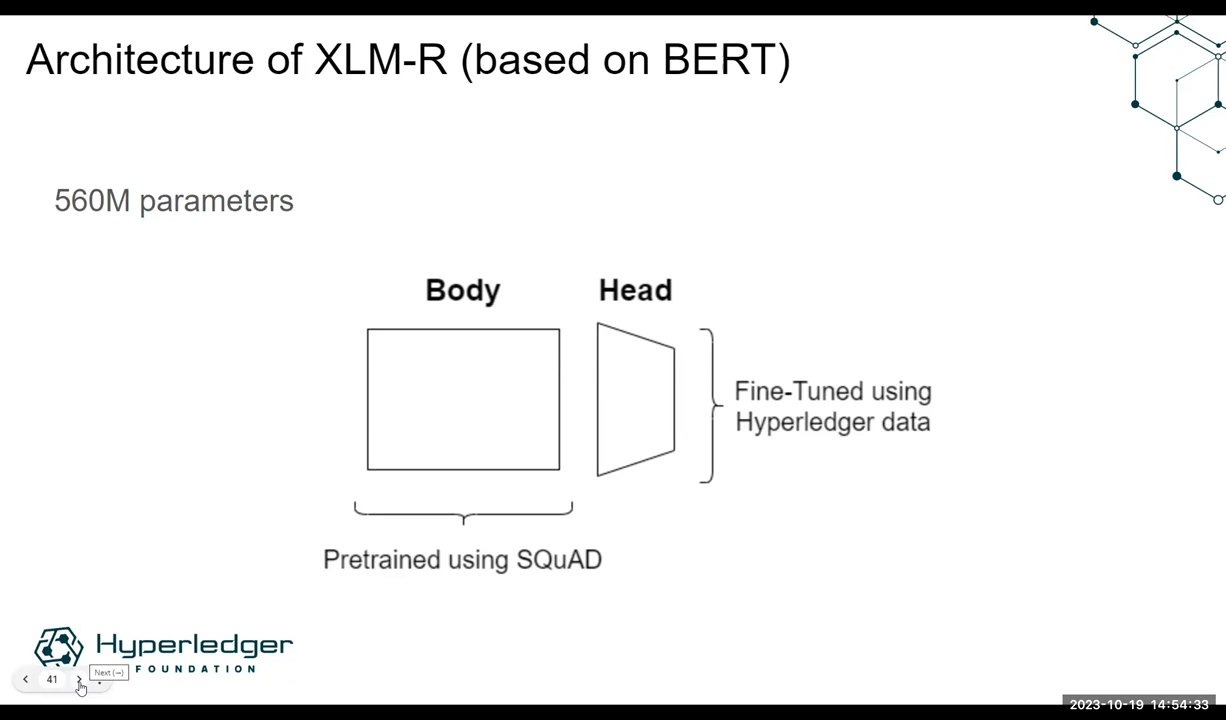 Architecture of XLM-R (based on BERT)
560M parameters
Body
Head
Fine-Tuned using
Hyperledger data
Pretrained using SQuAD
Hyperledger
FOUNDATION
Next (→)
41
2023-10-19 14:54:33